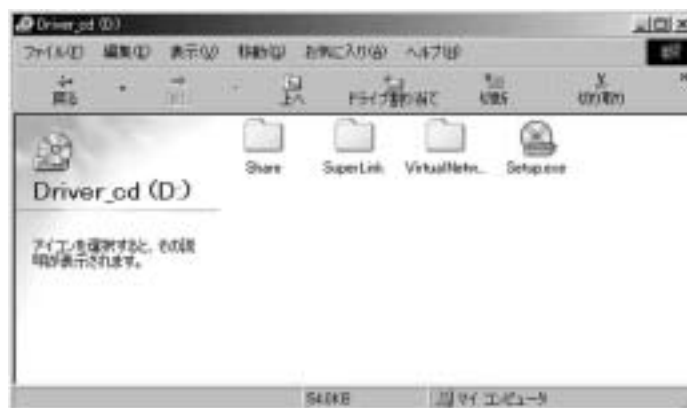 Driver_cd (D:)
ファイル(F) 編集(E) 表示(V) 移動(G) お気に入り(A) ヘルプ(H)
戻る 上へ ドライブ割り当て 切断 切り取り
Share SuperLink VirtualNetw... Setup.exe
Driver_cd (D:)
アイコンを選択すると、その説
明が表示されます。
54.0KB マイ コンピュータ